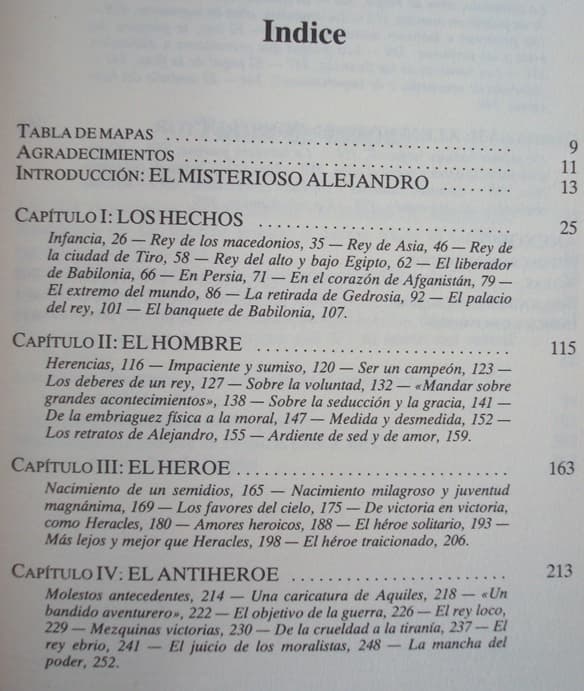 Indice
TABLA DE MAPAS . . . . . . . . . . . . . . . . . . . . . . . . . . . . . . . . . . 9
AGRADECIMIENTOS . . . . . . . . . . . . . . . . . . . . . . . . . . . . . . . . 11
INTRODUCCIÓN: EL MISTERIOSO ALEJANDRO . . . . . . . 13
CAPÍTULO I: LOS HECHOS . . . . . . . . . . . . . . . . . . . . . . . . . 25
Infancia, 26 — Rey de los macedonios, 35 — Rey de Asia, 46 — Rey de
la ciudad de Tiro, 58 — Rey del alto y bajo Egipto, 62 — El liberador
de Babilonia, 66 — En Persia, 71 — En el corazón de Afganistán, 79 —
El extremo del mundo, 86 — La retirada de Gedrosia, 92 — El palacio
del rey, 101 — El banquete de Babilonia, 107.
CAPÍTULO II: EL HOMBRE . . . . . . . . . . . . . . . . . . . . . . . . . 115
Herencias, 116 — Impaciente y sumiso, 120 — Ser un campeón, 123 —
Los deberes de un rey, 127 — Sobre la voluntad, 132 — «Mandar sobre
grandes acontecimientos», 138 — Sobre la seducción y la gracia, 141 —
De la embriaguez física a la moral, 147 — Medida y desmedida, 152 —
Los retratos de Alejandro, 155 — Ardiente de sed y de amor, 159.
CAPÍTULO III: EL HEROE . . . . . . . . . . . . . . . . . . . . . . . . . . . 163
Nacimiento de un semidios, 165 — Nacimiento milagroso y juventud
magnánima, 169 — Los favores del cielo, 175 — De victoria en victoria,
como Heracles, 180 — Amores heroicos, 188 — El héroe solitario, 193 —
Más lejos y mejor que Heracles, 198 — El héroe traicionado, 206.
CAPÍTULO IV: EL ANTIHEROE . . . . . . . . . . . . . . . . . . . . . 213
Molestos antecedentes, 214 — Una caricatura de Aquiles, 218 — «Un
bandido aventurero», 222 — El objetivo de la guerra, 226 — El rey loco,
229 — Mezquinas victorias, 230 — De la crueldad a la tiranía, 237 — El
rey ebrio, 241 — El juicio de los moralistas, 248 — La mancha del
poder, 252.